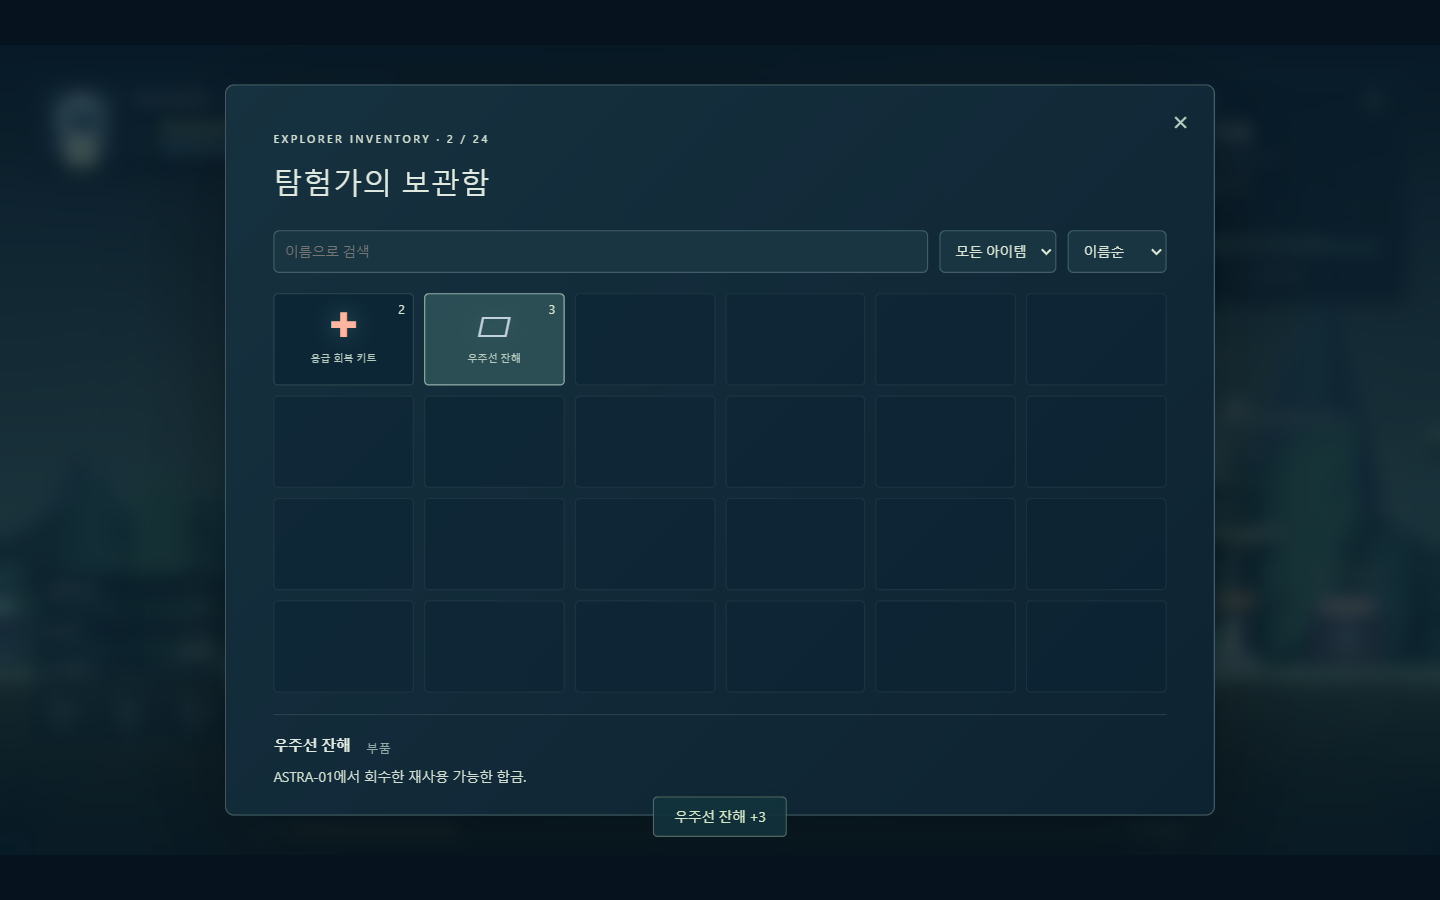 EXPLORER INVENTORY · 2 / 24
탐험가의 보관함
이름으로 검색
모든 아이템
이름순
2
응급 회복 키트
3
우주선 잔해
우주선 잔해 부품
ASTRA-01에서 회수한 재사용 가능한 합금.
우주선 잔해 +3